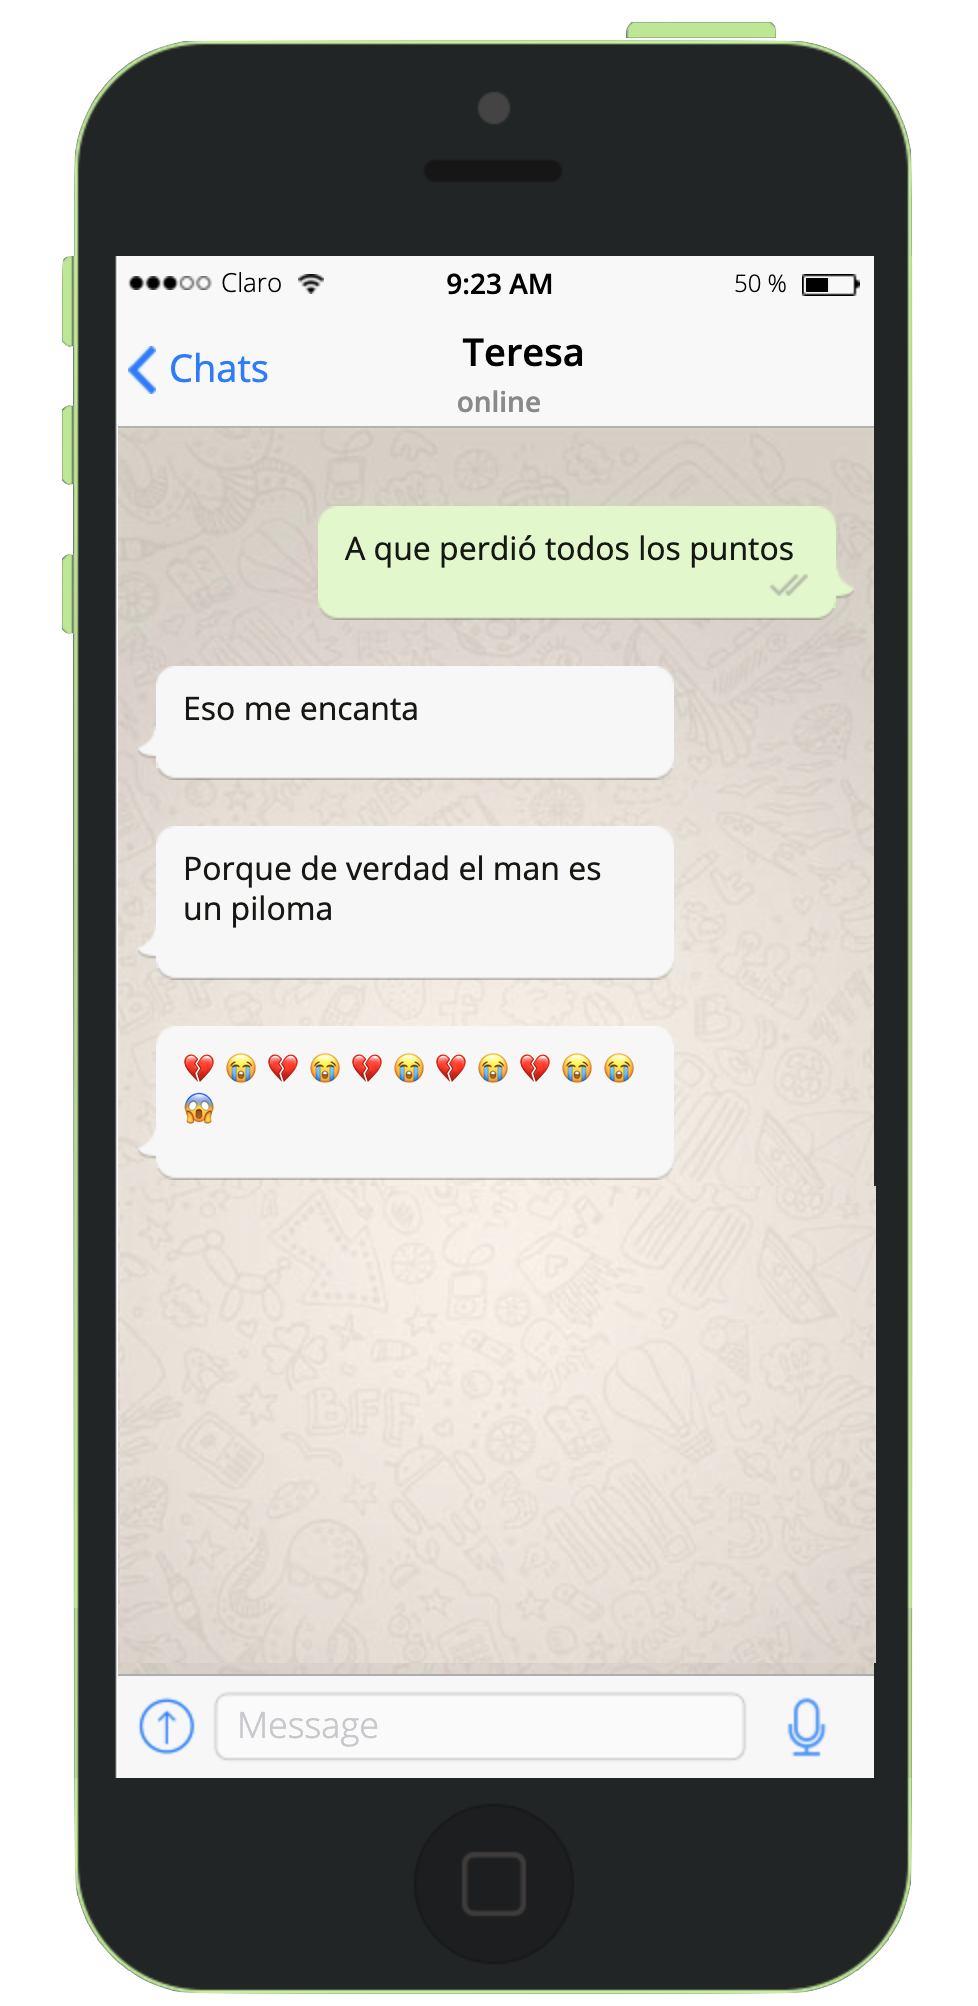 Claro 9:23 AM 50 %
Chats Teresa
online
A que perdió todos los puntos
Eso me encanta
Porque de verdad el man es
un piloma
💔 😭 💔 😭 💔 😭 💔 😭 💔 😭 😭
😱
Message